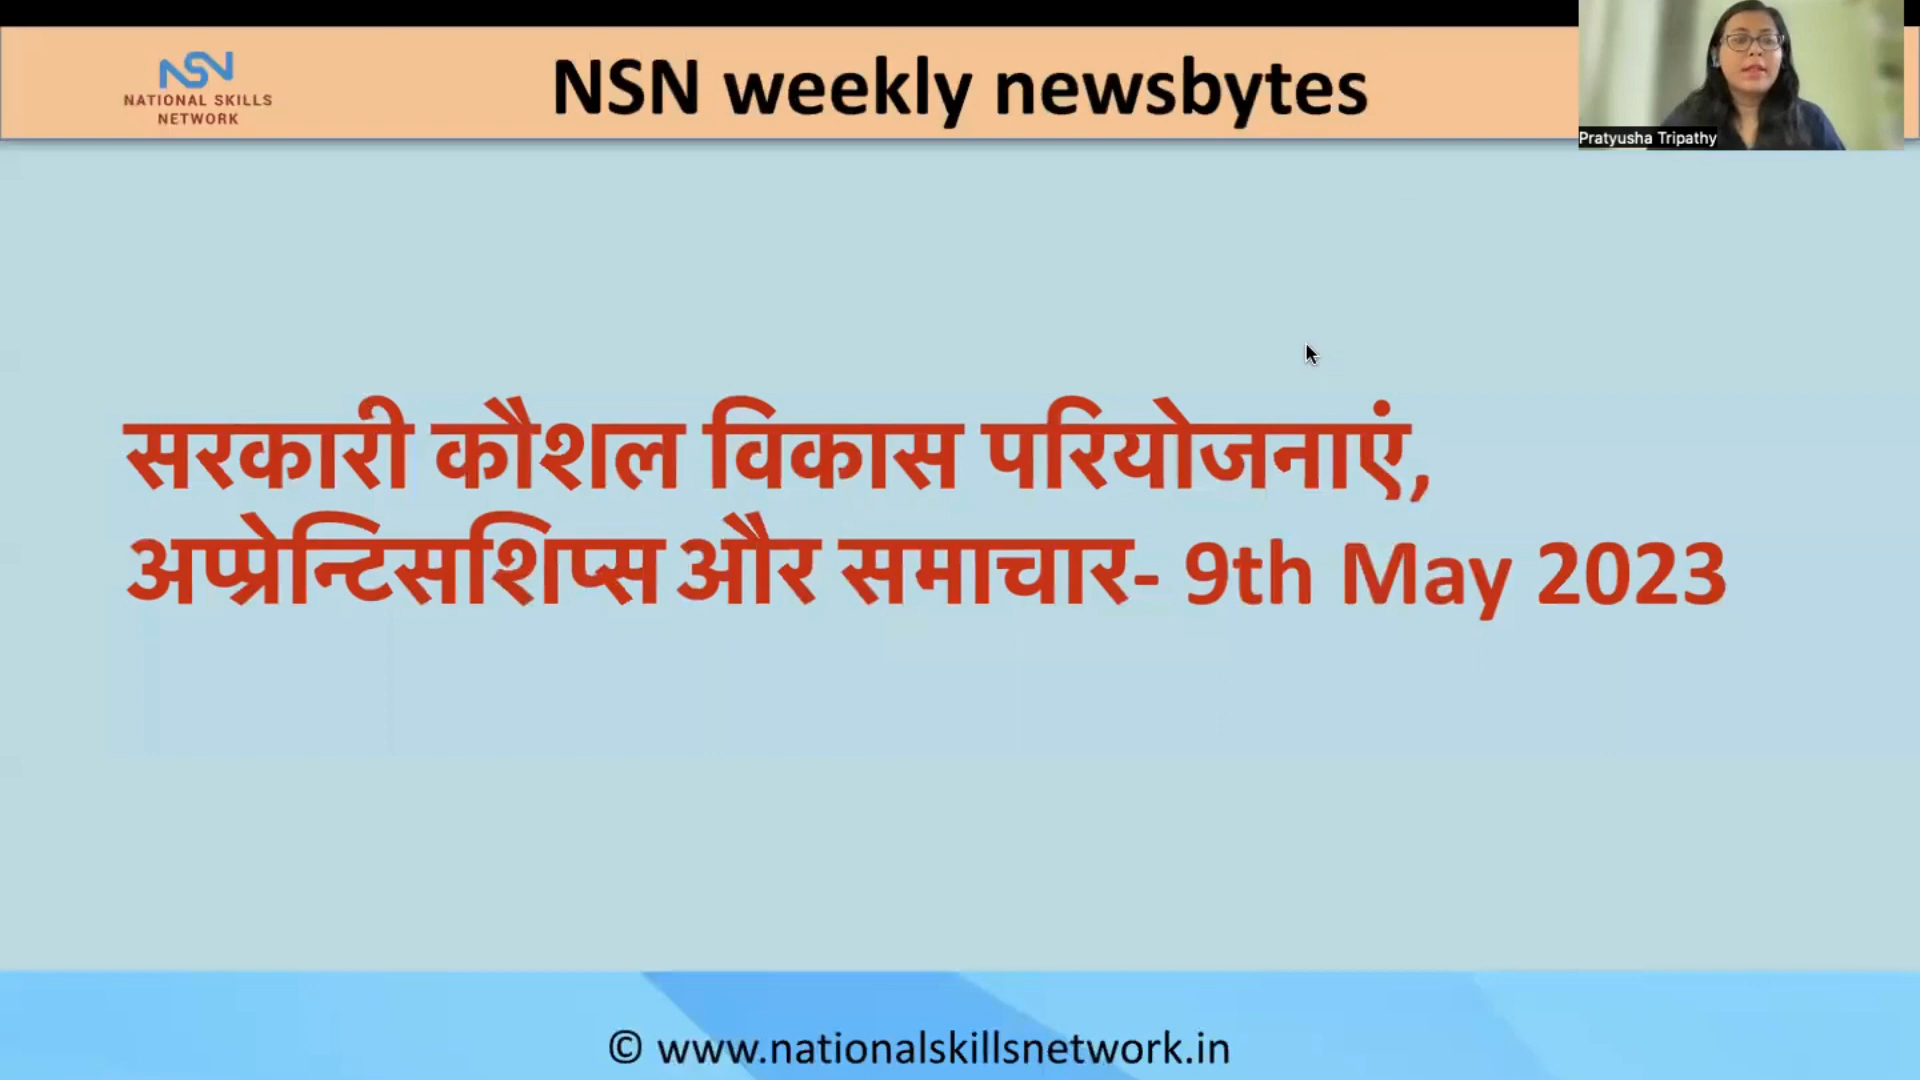 NSN
NATIONAL SKILLS
NETWORK
NSN weekly newsbytes
Pratyusha Tripathy
सरकारी कौशल विकास परियोजनाएं,
अप्प्रेन्टिसशिप्स और समाचार- 9th May 2023
© www.nationalskillsnetwork.in